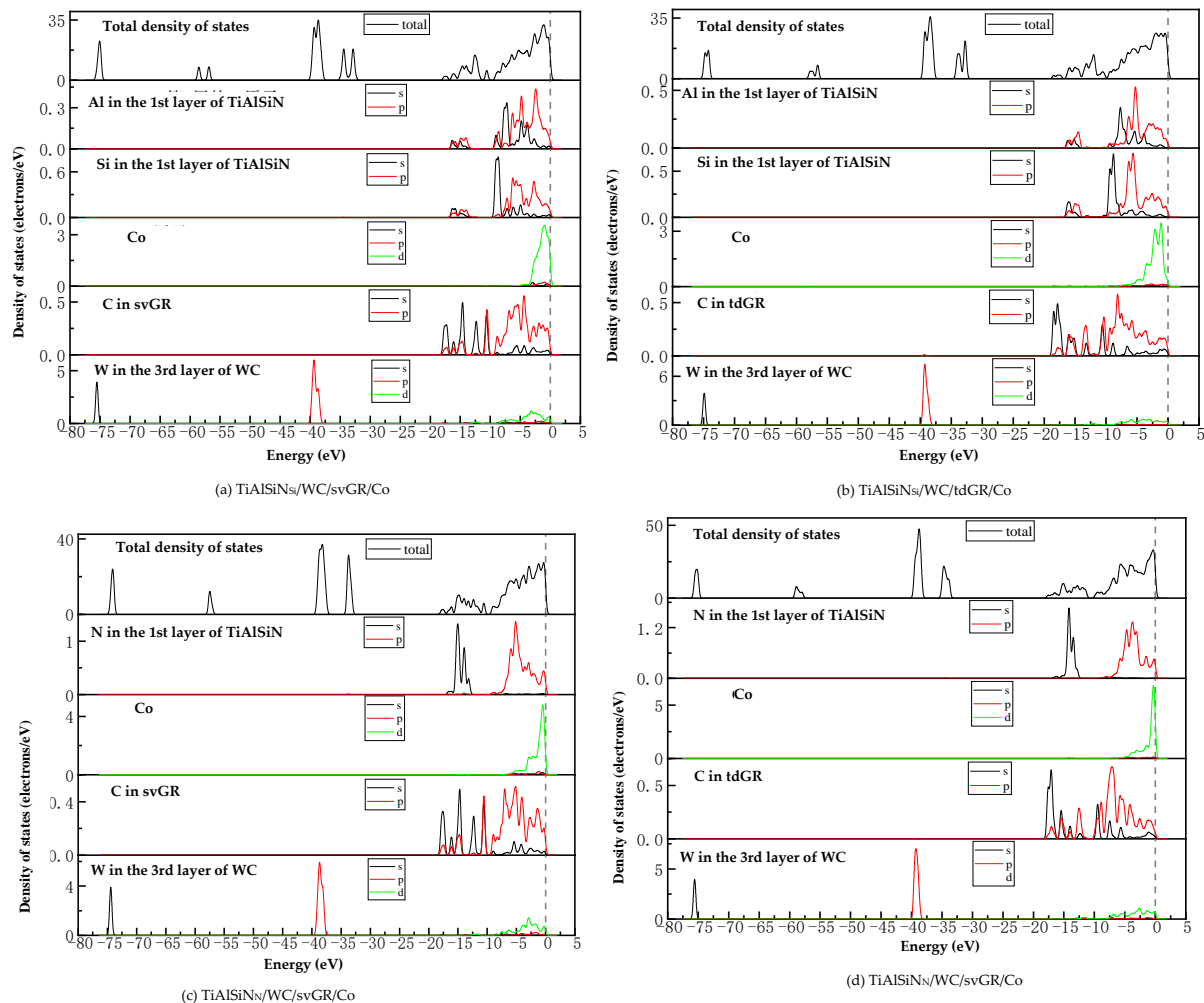 Density of states (electrons/eV)
35
0
Total density of states
total
0.3
0.0
Al in the 1st layer of TiAlSiN
s
p
0.6
0.0
Si in the 1st layer of TiAlSiN
s
p
3
0
Co
s
p
d
0.5
0.0
C in svGR
s
p
5
0
W in the 3rd layer of WC
s
p
d
-80 -75 -70 -65 -60 -55 -50 -45 -40 -35 -30 -25 -20 -15 -10 -5 0 5
Energy (eV)
(a) TiAlSiNSi/WC/svGR/Co
Density of states (electrons/eV)
35
0
Total density of states
total
0.5
0.0
Al in the 1st layer of TiAlSiN
s
p
0.5
0.0
Si in the 1st layer of TiAlSiN
s
p
3
0
Co
s
p
d
0.5
0.0
C in tdGR
s
p
6
0
W in the 3rd layer of WC
s
p
d
-80 -75 -70 -65 -60 -55 -50 -45 -40 -35 -30 -25 -20 -15 -10 -5 0 5
Energy (eV)
(b) TiAlSiNSi/WC/tdGR/Co
Density of states (electrons/eV)
40
0
Total density of states
total
1
0
N in the 1st layer of TiAlSiN
s
p
4
0
Co
s
p
d
0.4
0.0
C in svGR
s
p
4
0
W in the 3rd layer of WC
s
p
d
-80 -75 -70 -65 -60 -55 -50 -45 -40 -35 -30 -25 -20 -15 -10 -5 0 5
Energy (eV)
(c) TiAlSiNN/WC/svGR/Co
Density of states (electrons/eV)
50
0
Total density of states
total
1.2
0.0
N in the 1st layer of TiAlSiN
s
p
5
0
Co
s
p
d
0.5
0.0
C in tdGR
s
p
5
0
W in the 3rd layer of WC
s
p
d
-80 -75 -70 -65 -60 -55 -50 -45 -40 -35 -30 -25 -20 -15 -10 -5 0 5
Energy (eV)
(d) TiAlSiNN/WC/svGR/Co